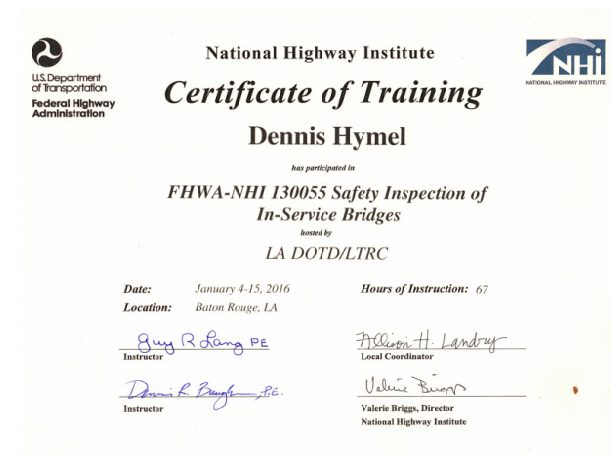 U.S. Department
of Transportation
Federal Highway
Administration
National Highway Institute
NHI
NATIONAL HIGHWAY INSTITUTE
Certificate of Training
Dennis Hymel
has participated in
FHWA-NHI 130055 Safety Inspection of
In-Service Bridges
hosted by
LA DOTD/LTRC
Date: January 4-15, 2016
Hours of Instruction: 67
Location: Baton Rouge, LA
Guy R Lang PE
Instructor
Allison H. Landry
Local Coordinator
Dennis R. P.E.
Instructor
Valerie Briggs
Valerie Briggs, Director
National Highway Institute